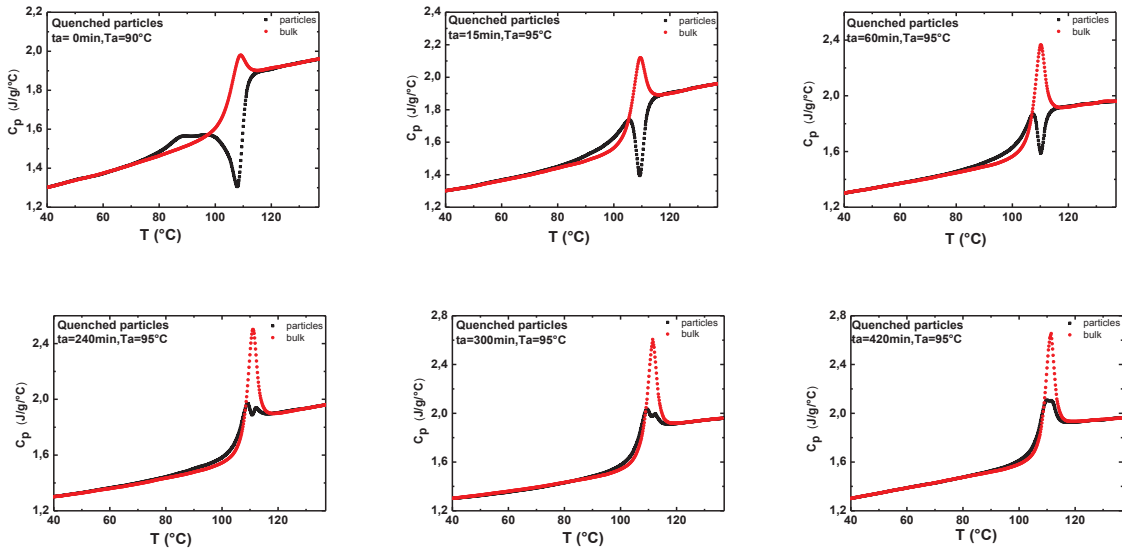 Quenched particles
ta= 0min,Ta=90°C
particles
bulk
2,2
2,0
1,8
1,6
1,4
1,2
Cp (J/g/°C)
40 60 80 100 120
T (°C)
Quenched particles
ta=15min,Ta=95°C
particles
bulk
2,4
2,2
2,0
1,8
1,6
1,4
1,2
Cp (J/g/°C)
40 60 80 100 120
T (°C)
Quenched particles
ta=60min,Ta=95°C
particles
bulk
2,4
2,0
1,6
1,2
Cp (J/g/°C)
40 60 80 100 120
T (°C)
Quenched particles
ta=240min,Ta=95°C
particles
bulk
2,4
2,0
1,6
1,2
Cp (J/g/°C)
40 60 80 100 120
T (°C)
Quenched particles
ta=300min,Ta=95°C
particles
bulk
2,8
2,4
2,0
1,6
1,2
Cp (J/g/°C)
40 60 80 100 120
T (°C)
Quenched particles
ta=420min,Ta=95°C
particles
bulk
2,8
2,4
2,0
1,6
1,2
Cp (J/g/°C)
40 60 80 100 120
T (°C)